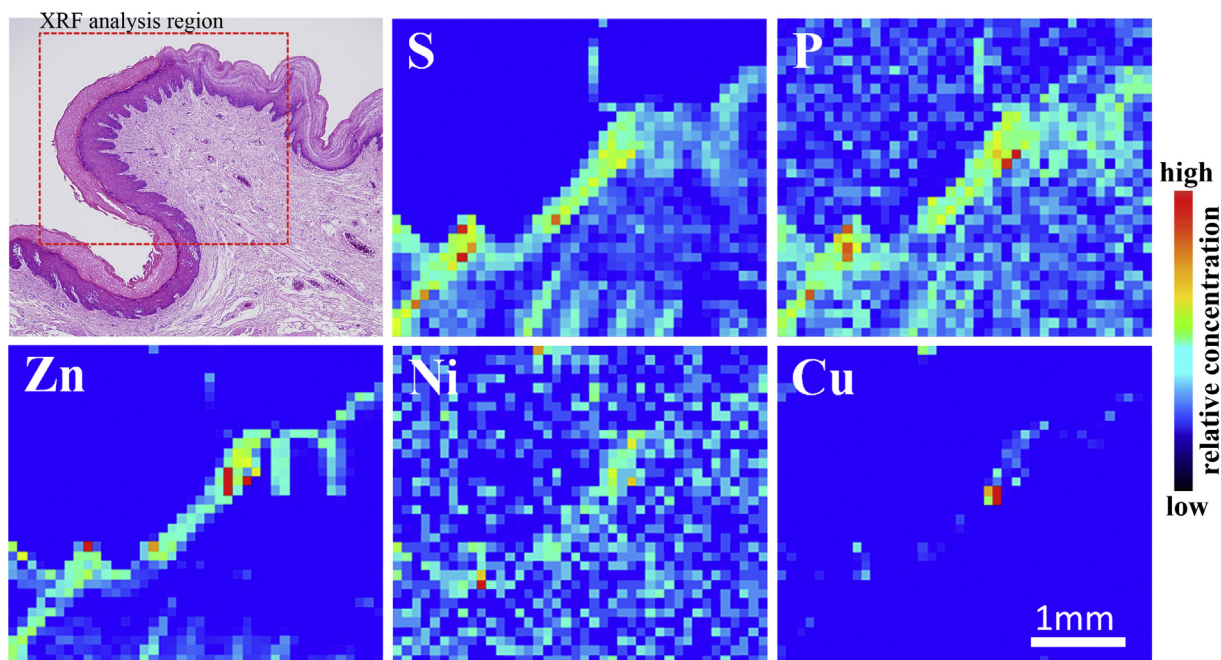 XRF analysis region
S
P
Zn
Ni
Cu
high
relative concentration
low
1mm